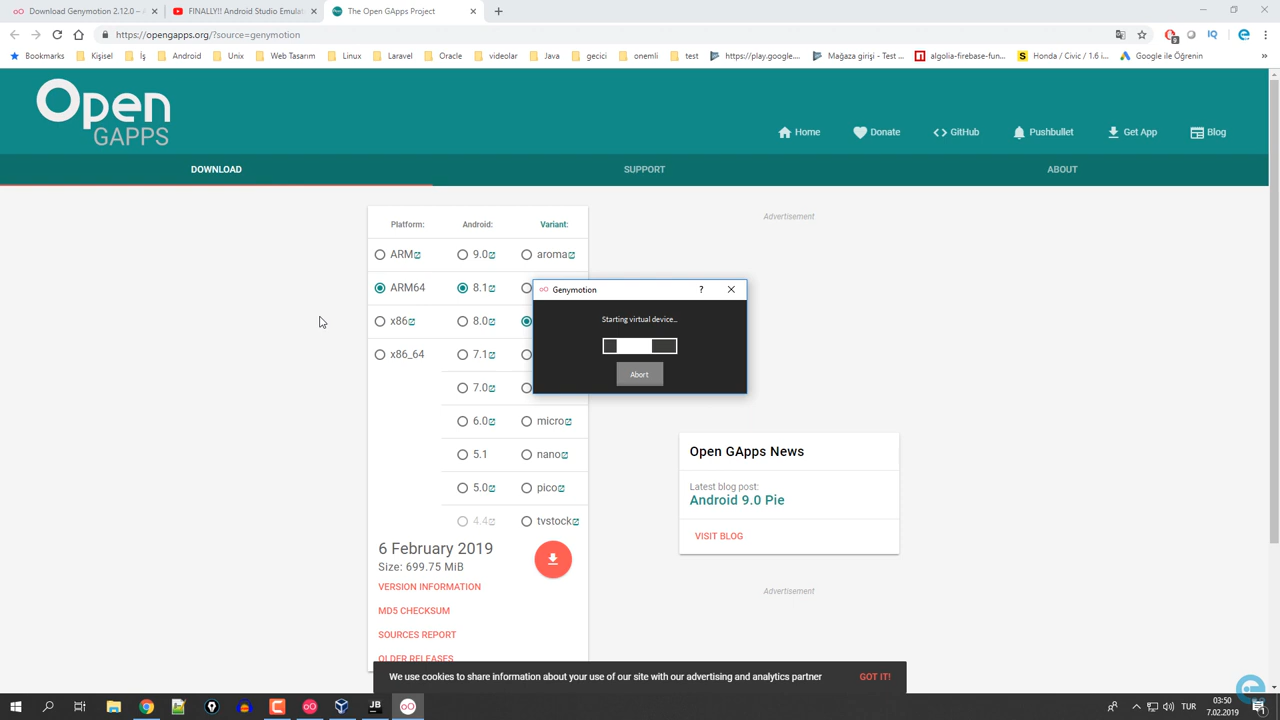 Download Genymotion 2.12.0 –
FINALLY!! Android Studio Emulat
The Open GApps Project
https://opengapps.org/?source=genymotion
Bookmarks
Kişisel
İş
Android
Unix
Web Tasarım
Linux
Laravel
Oracle
videolar
Java
gecici
onemli
test
https://play.google....
Mağaza girişi - Test ...
algolia-firebase-fun...
Honda / Civic / 1.6 i...
Google ile Öğrenin
Open
GAPPS
Home
Donate
GitHub
Pushbullet
Get App
Blog
DOWNLOAD
SUPPORT
ABOUT
Platform:
Android:
Variant:
ARM
9.0
aroma
ARM64
8.1
x86
8.0
x86_64
7.1
7.0
6.0
micro
5.1
nano
5.0
pico
4.4
tvstock
6 February 2019
Size: 699.75 MiB
VERSION INFORMATION
MD5 CHECKSUM
SOURCES REPORT
OLDER RELEASES
Genymotion
?
Starting virtual device...
Abort
Advertisement
Open GApps News
Latest blog post:
Android 9.0 Pie
VISIT BLOG
Advertisement
We use cookies to share information about your use of our site with our advertising and analytics partner
GOT IT!
JB
TUR
03:50
7.02.2019